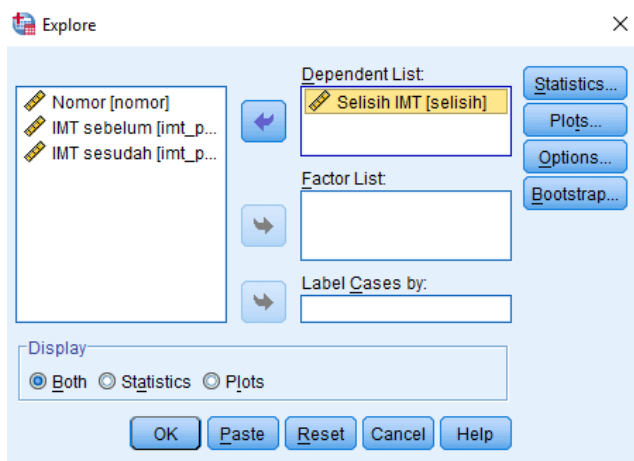 Explore
Nomor [nomor]
IMT sebelum [imt_p...
IMT sesudah [imt_p...
Dependent List:
Selisih IMT [selisih]
Factor List:
Label Cases by:
Statistics...
Plots...
Options...
Bootstrap...
Display
Both Statistics Plots
OK Paste Reset Cancel Help